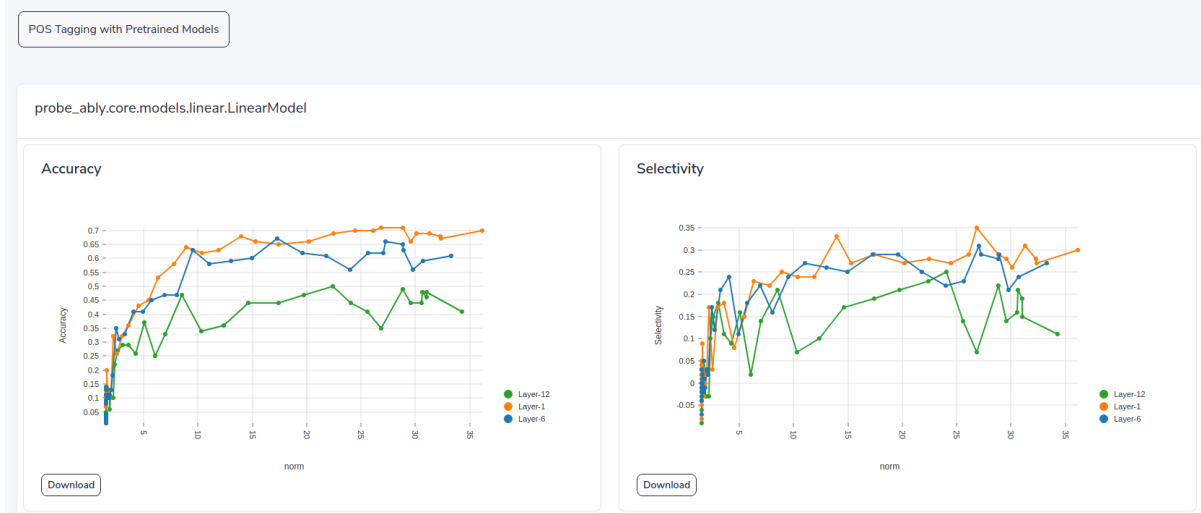 POS Tagging with Pretrained Models
probe_ably.core.models.linear.LinearModel
Accuracy
0.7
0.65
0.6
0.55
0.5
0.45
0.4
0.35
0.3
0.25
0.2
0.15
0.1
0.05
Accuracy
5
10
15
20
25
30
35
norm
Layer-12
Layer-1
Layer-6
Download
Selectivity
0.35
0.3
0.25
0.2
0.15
0.1
0.05
0
-0.05
Selectivity
5
10
15
20
25
30
35
norm
Layer-12
Layer-1
Layer-6
Download